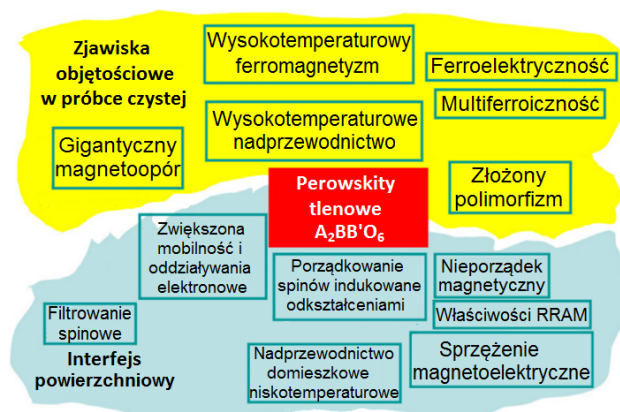 Zjawiska
objętościowe
w próbce czystej
Wysokotemperaturowy
ferromagnetyzm
Ferroelektryczność
Multiferroiczność
Wysokotemperaturowe
nadprzewodnictwo
Gigantyczny
magnetoopór
Złożony
polimorfizm
Perowskity
tlenowe
A₂BB'O₆
Zwiększona
mobilność i
oddziaływania
elektronowe
Porządkowanie
spinów indukowane
odkształceniami
Nieporządek
magnetyczny
Właściwości RRAM
Filtrowanie
spinowe
Interfejs
powierzchniowy
Nadprzewodnictwo
domieszkowe
niskotemperaturowe
Sprzężenie
magnetoelektryczne